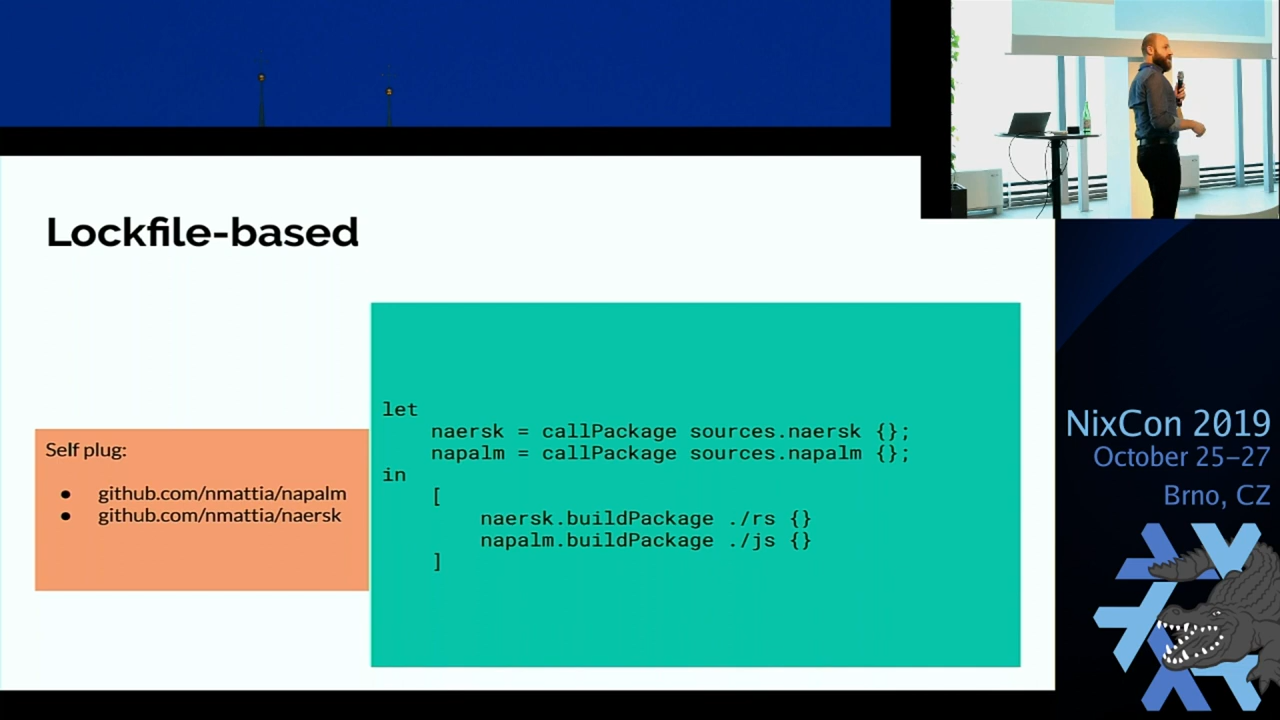 Lockfile-based
Self plug:
● github.com/nmattia/napalm
● github.com/nmattia/naersk
let
    naersk = callPackage sources.naersk {};
    napalm = callPackage sources.napalm {};
in
    [
        naersk.buildPackage ./rs {}
        napalm.buildPackage ./js {}
    ]
NixCon 2019
October 25–27
Brno, CZ